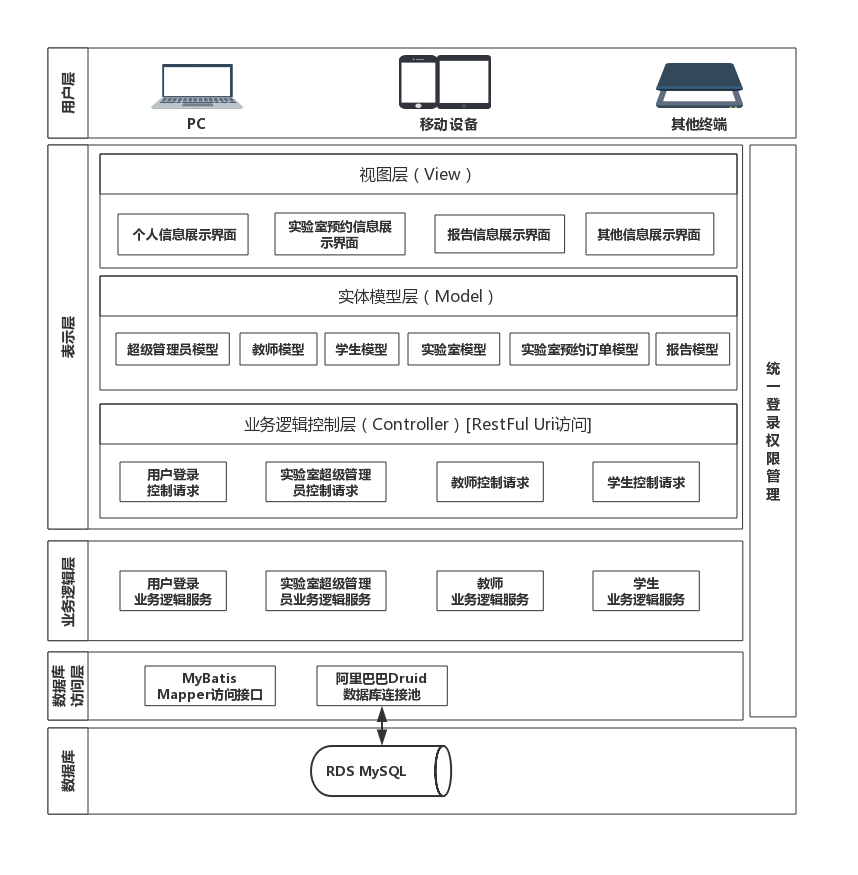 用户层
PC
移动设备
其他终端
表示层
视图层（View）
个人信息展示界面
实验室预约信息展
示界面
报告信息展示界面
其他信息展示界面
实体模型层（Model）
超级管理员模型
教师模型
学生模型
实验室模型
实验室预约订单模型
报告模型
业务逻辑控制层（Controller）[RestFul Uri访问]
用户登录
控制请求
实验室超级管理
员控制请求
教师控制请求
学生控制请求
统一登录权限管理
业务逻辑层
用户登录
业务逻辑服务
实验室超级管理
员业务逻辑服务
教师
业务逻辑服务
学生
业务逻辑服务
数据库
访问层
MyBatis
Mapper访问接口
阿里巴巴Druid
数据库连接池
数据库
RDS MySQL